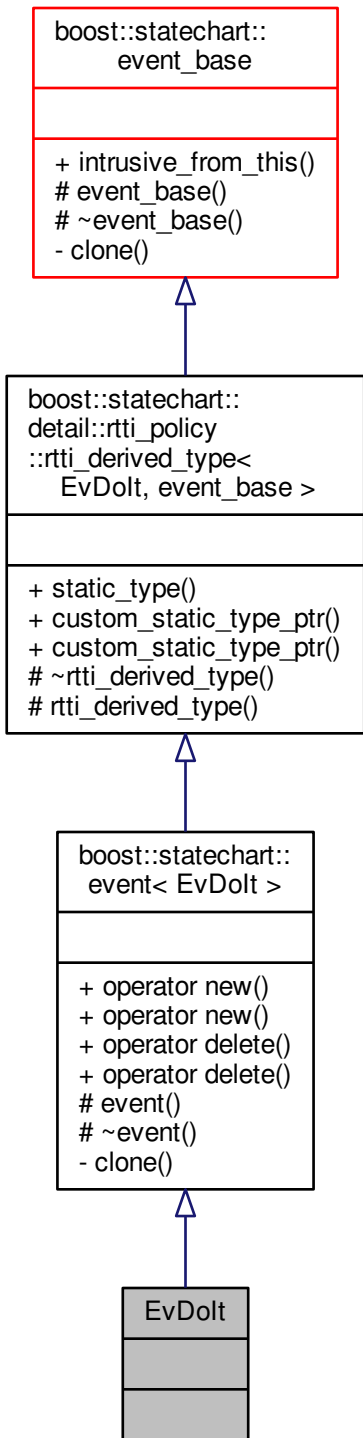 boost::statechart::
event_base
+ intrusive_from_this()
# event_base()
# ~event_base()
- clone()
boost::statechart::
detail::rtti_policy
::rtti_derived_type<
EvDoIt, event_base >
+ static_type()
+ custom_static_type_ptr()
+ custom_static_type_ptr()
# ~rtti_derived_type()
# rtti_derived_type()
boost::statechart::
event< EvDoIt >
+ operator new()
+ operator new()
+ operator delete()
+ operator delete()
# event()
# ~event()
- clone()
EvDoIt